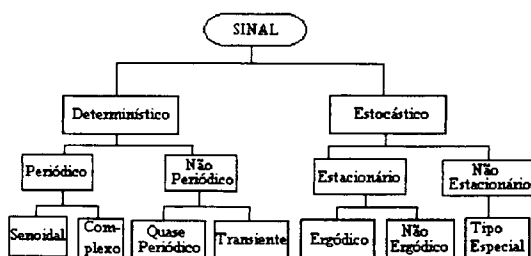 SINAL
Determinístico
Estocástico
Periódico
Não
Periódico
Estacionário
Não
Estacionário
Senoidal
Com-
plexo
Quase
Periódico
Transiente
Ergódico
Não
Ergódico
Tipo
Especial